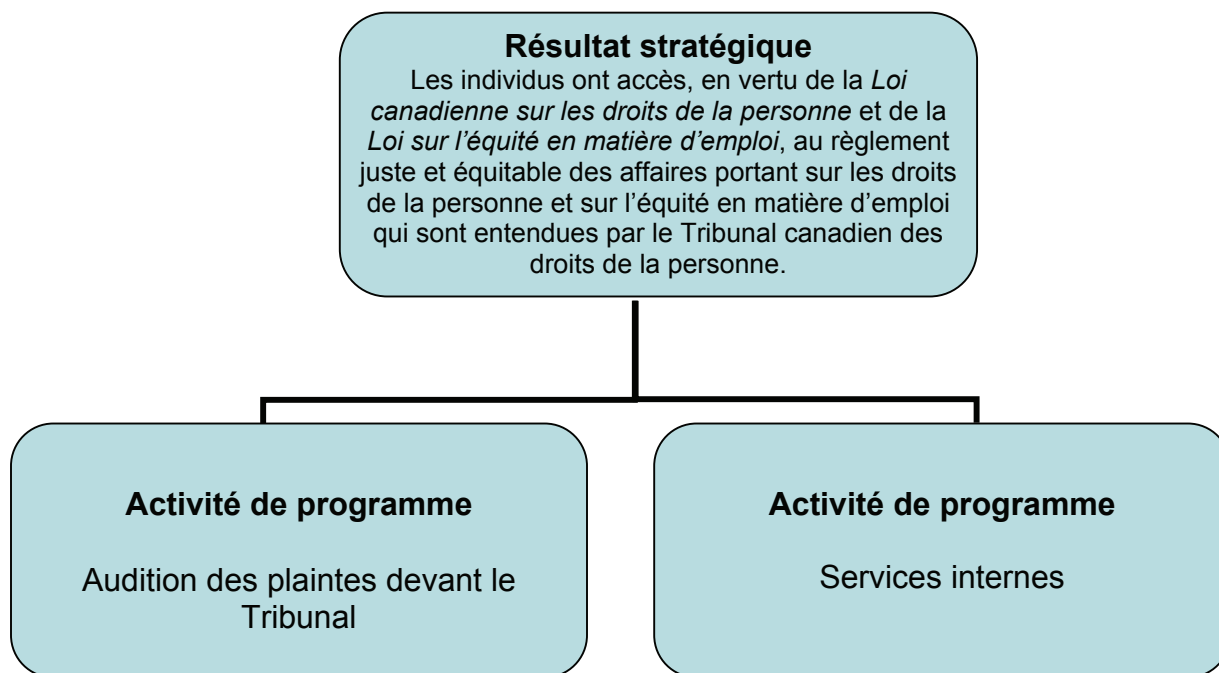 Résultat stratégique
Les individus ont accès, en vertu de la Loi
canadienne sur les droits de la personne et de la
Loi sur l’équité en matière d’emploi, au règlement
juste et équitable des affaires portant sur les droits
de la personne et sur l’équité en matière d’emploi
qui sont entendues par le Tribunal canadien des
droits de la personne.
Activité de programme
Audition des plaintes devant le
Tribunal
Activité de programme
Services internes